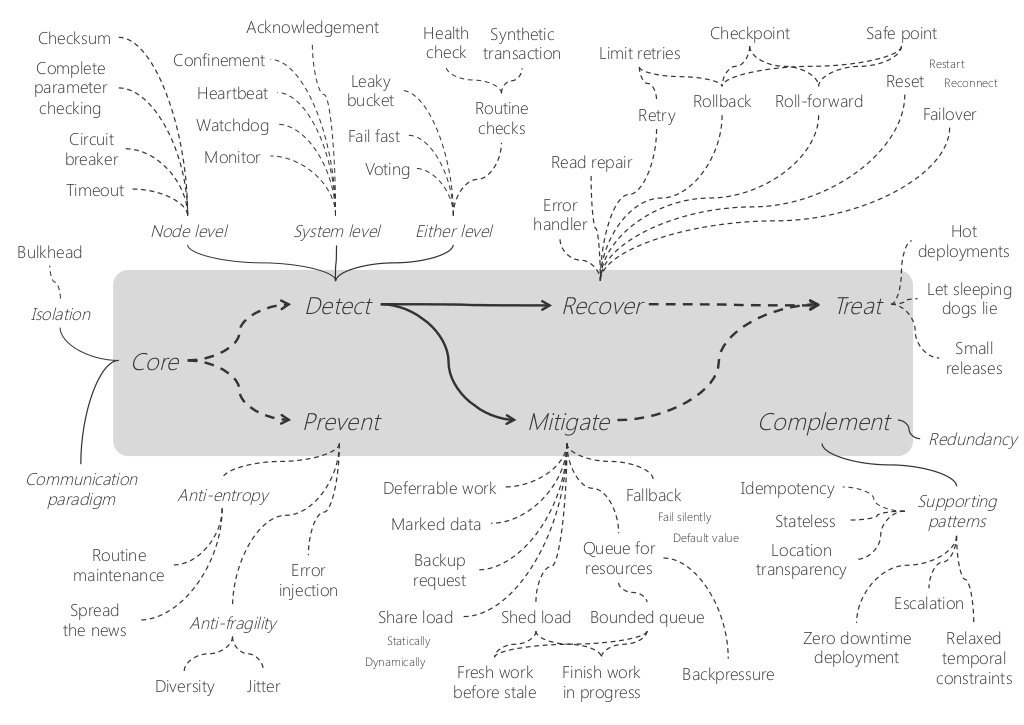 Checksum
Complete
parameter
checking
Circuit
breaker
Timeout
Acknowledgement
Confinement
Heartbeat
Watchdog
Monitor
Health
check
Synthetic
transaction
Leaky
bucket
Fail fast
Voting
Routine
checks
Limit retries
Checkpoint
Safe point
Restart
Reconnect
Reset
Rollback
Roll-forward
Retry
Failover
Read repair
Error
handler
Node level
System level
Either level
Bulkhead
Isolation
Hot
deployments
Let sleeping
dogs lie
Small
releases
Detect
Recover
Treat
Core
Prevent
Mitigate
Complement
Redundancy
Communication
paradigm
Anti-entropy
Routine
maintenance
Spread
the news
Error
injection
Anti-fragility
Diversity
Jitter
Deferrable work
Marked data
Backup
request
Share load
Statically
Dynamically
Shed load
Fallback
Fail silently
Default value
Queue for
resources
Bounded queue
Fresh work
before stale
Finish work
in progress
Backpressure
Idempotency
Stateless
Location
transparency
Supporting
patterns
Escalation
Zero downtime
deployment
Relaxed
temporal
constraints